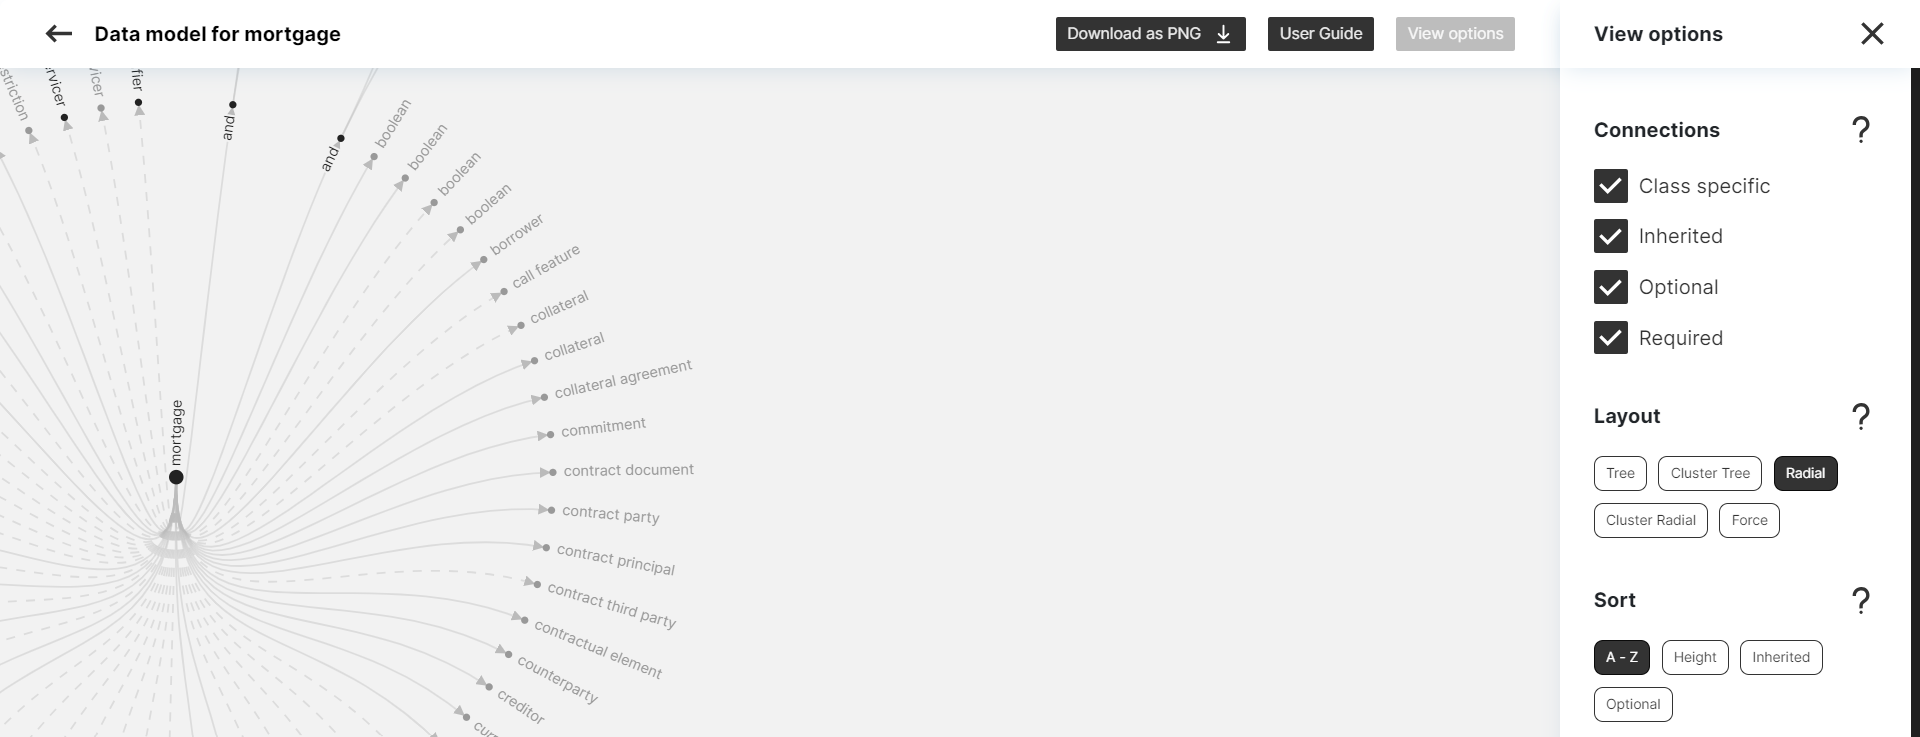 Data model for mortgage
Download as PNG
User Guide
View options
View options
striction
rvicer
vicer
fier
and
and
boolean
boolean
boolean
boolean
borrower
call feature
collateral
collateral
collateral agreement
commitment
contract document
contract party
contract principal
contract third party
contractual element
counterparty
creditor
mortgage
Connections
?
Class specific
Inherited
Optional
Required
Layout
?
Tree
Cluster Tree
Radial
Cluster Radial
Force
Sort
?
A - Z
Height
Inherited
Optional